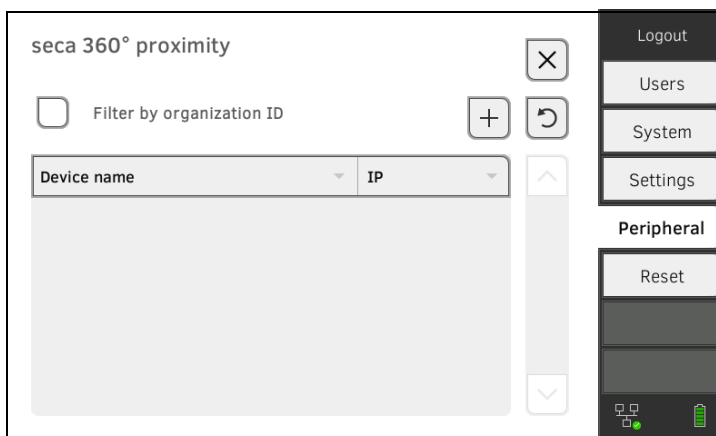 seca 360° proximity
Filter by organization ID
Device name
IP
Logout
Users
System
Settings
Peripheral
Reset